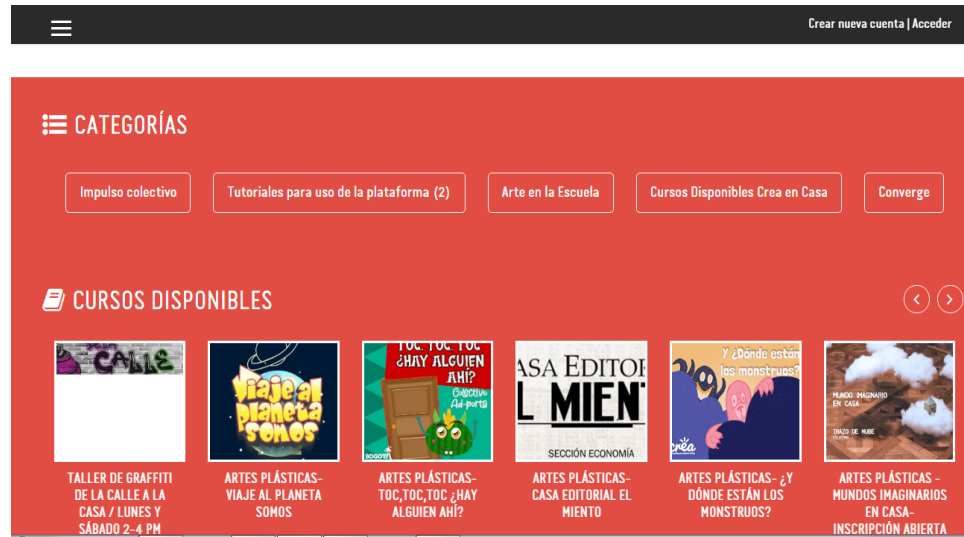 Crear nueva cuenta | Acceder
CATEGORÍAS
Impulso colectivo
Tutoriales para uso de la plataforma (2)
Arte en la Escuela
Cursos Disponibles Crea en Casa
Converge
CURSOS DISPONIBLES
CALLE
TALLER DE GRAFFITI
DE LA CALLE A LA
CASA / LUNES Y
SÁBADO 2-4 PM
Viaje al
planeta
SOMOS
ARTES PLÁSTICAS-
VIAJE AL PLANETA
SOMOS
TOC, TOC, TOC
¿HAY ALGUIEN
AHÍ?
Colectivo
Ad-porta
BOGOTÁ
ARTES PLÁSTICAS-
TOC,TOC,TOC ¿HAY
ALGUIEN AHÍ?
ASA EDITOI
L MIEN
SECCIÓN ECONOMÍA
ARTES PLÁSTICAS-
CASA EDITORIAL EL
MIENTO
Y ¿Dónde están
los monstruos?
créa
ARTES PLÁSTICAS- ¿Y
DÓNDE ESTÁN LOS
MONSTRUOS?
MUNDO IMAGINARIO
EN CASA
TRAZO DE NUBE
ARTES PLÁSTICAS -
MUNDOS IMAGINARIOS
EN CASA-
INSCRIPCIÓN ABIERTA